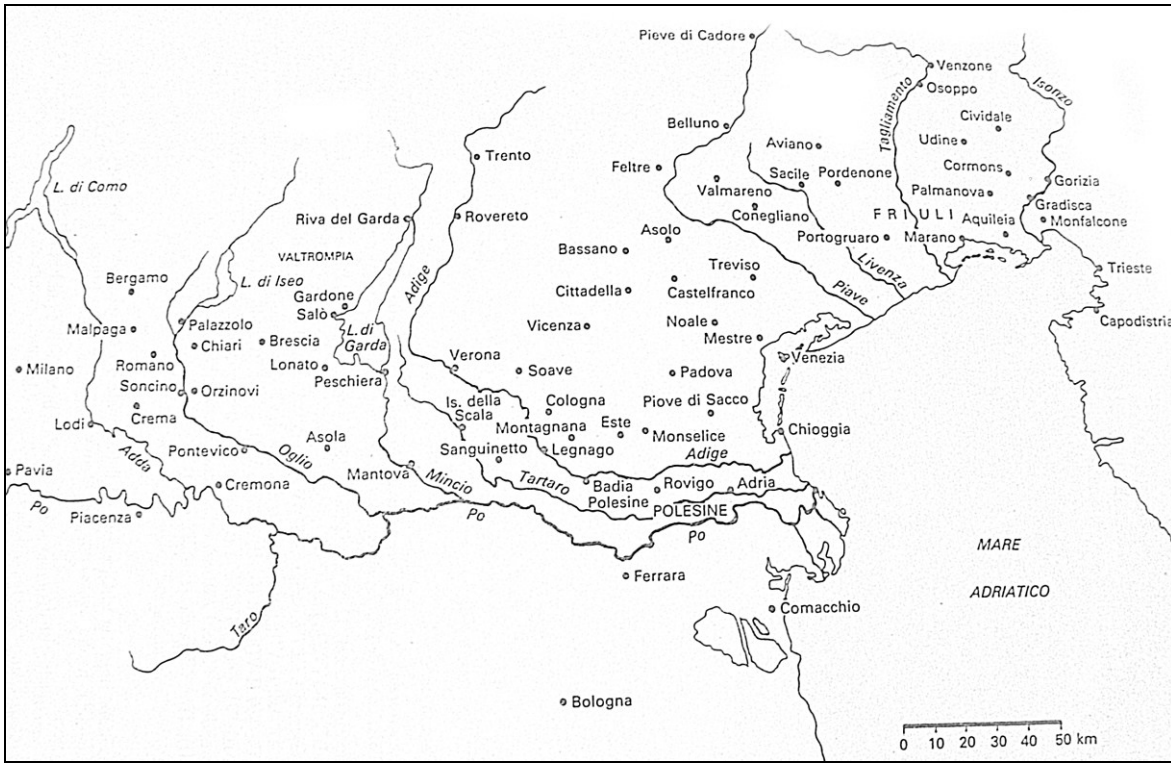 Pieve di Cadore
Venzone
Osoppo
Isonzo
Tagliamento
Cividale
Belluno
Udine
Aviano
Trento
Feltre
Cormons
L. di Como
Valmareno
Sacile
Pordenone
Gorizia
Palmanova
Gradisca
Riva del Garda
Rovereto
Conegliano
FRIULI
Aquileia
Monfalcone
Asolo
Portogruaro
Marano
VALTROMPIA
Bassano
Livenza
Trieste
Bergamo
L. di Iseo
Adige
Treviso
Piave
Gardone
Cittadella
Castelfranco
Salò
Capodistria
Malpaga
Palazzolo
L. di
Garda
Vicenza
Noale
Chiari
Brescia
Mestre
Romano
Verona
Venezia
Milano
Lonato
Soave
Padova
Peschiera
Soncino
Orzinovi
Is. della
Scala
Cologna
Piove di Sacco
Crema
Lodi
Montagnana
Este
Asola
Monselice
Chioggia
Adda
Pontevico
Sanguinetto
Legnago
Oglio
Adige
Pavia
Mantova
Mincio
Tartaro
Badia
Polesine
Rovigo
Adria
Cremona
Po
Piacenza
Po
POLESINE
Po
MARE
ADRIATICO
Ferrara
Comacchio
Taro
Bologna
0 10 20 30 40 50 km